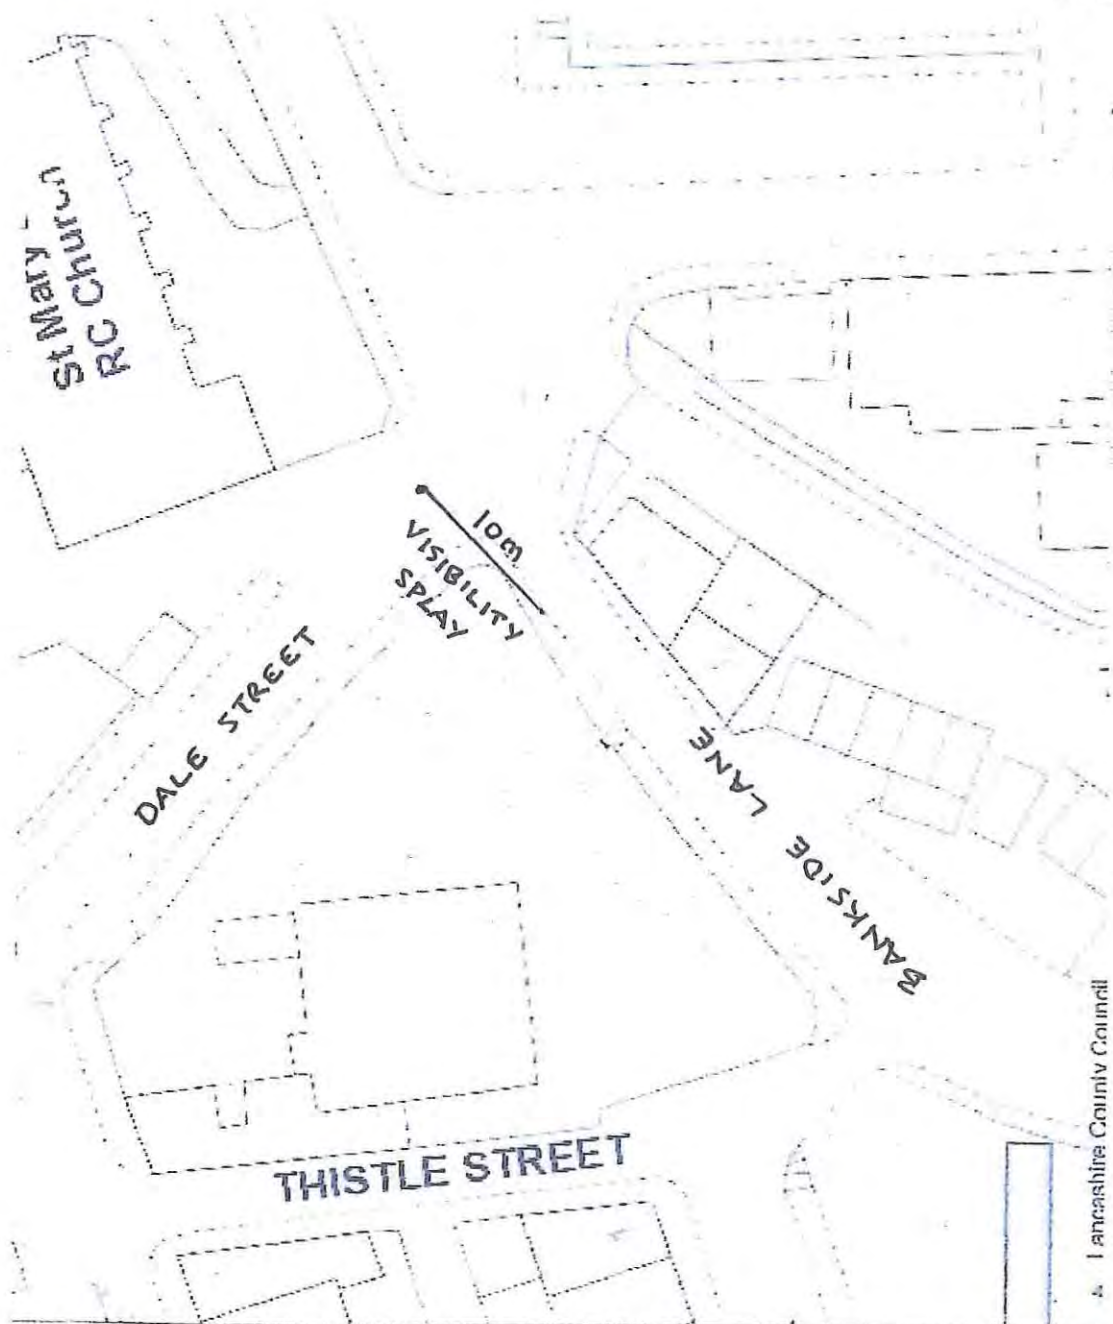 St Mary
RC Church
10m
VISIBILITY
SPLAY
DALE STREET
BANKSIDE LANE
THISTLE STREET
Lancashire County Council